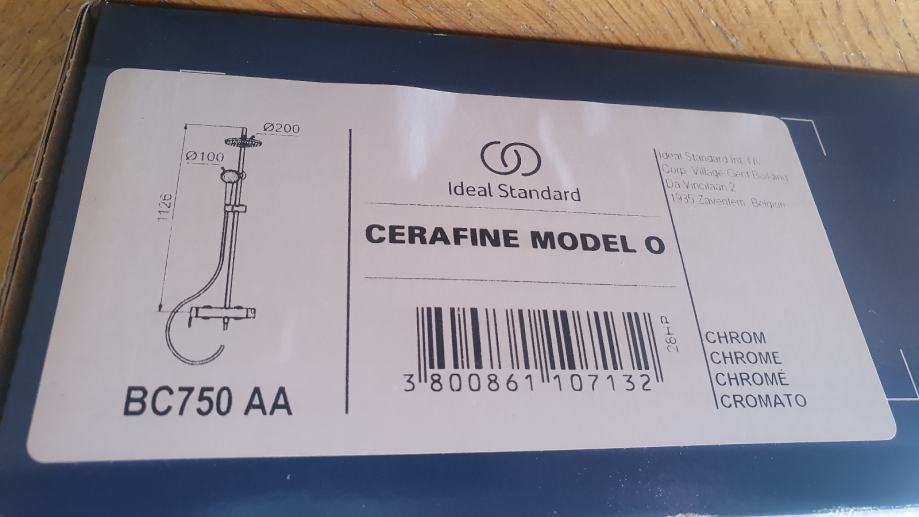 Ø200
Ø100
1126
BC750 AA
Ideal Standard
CERAFINE MODEL O
3 800861 107132
28HP
Ideal Standard Int. NV
Corp. Village Gent Building
Da Vincilaan 2
1935 Zaventem, Belgium
CHROM
CHROME
CHROMÉ
CROMATO